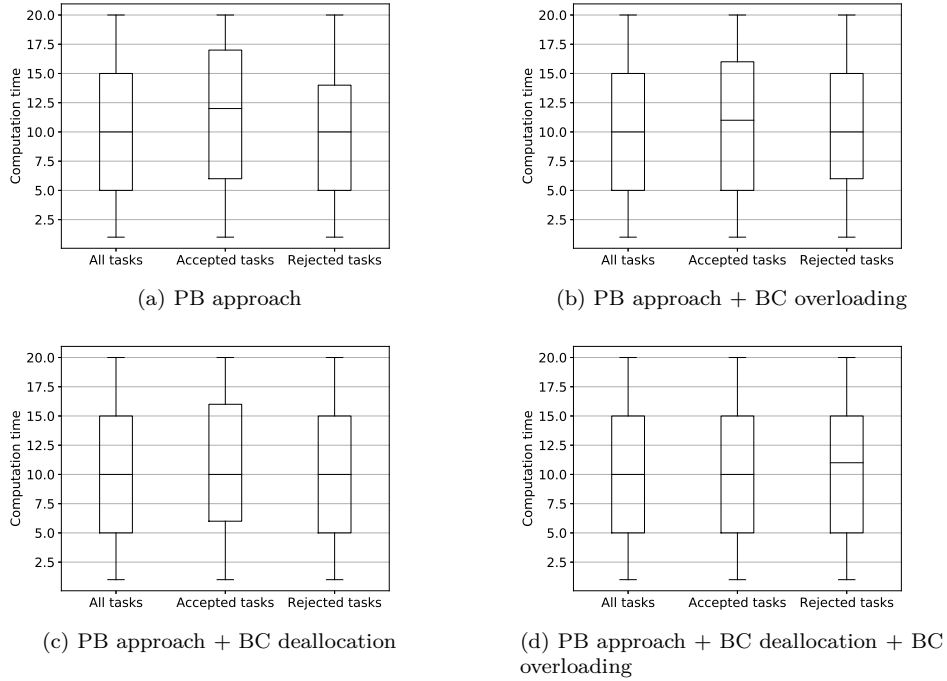 20.0
17.5
15.0
12.5
10.0
7.5
5.0
2.5
Computation time
All tasks Accepted tasks Rejected tasks
(a) PB approach
20.0
17.5
15.0
12.5
10.0
7.5
5.0
2.5
Computation time
All tasks Accepted tasks Rejected tasks
(b) PB approach + BC overloading
20.0
17.5
15.0
12.5
10.0
7.5
5.0
2.5
Computation time
All tasks Accepted tasks Rejected tasks
(c) PB approach + BC deallocation
20.0
17.5
15.0
12.5
10.0
7.5
5.0
2.5
Computation time
All tasks Accepted tasks Rejected tasks
(d) PB approach + BC deallocation + BC
overloading